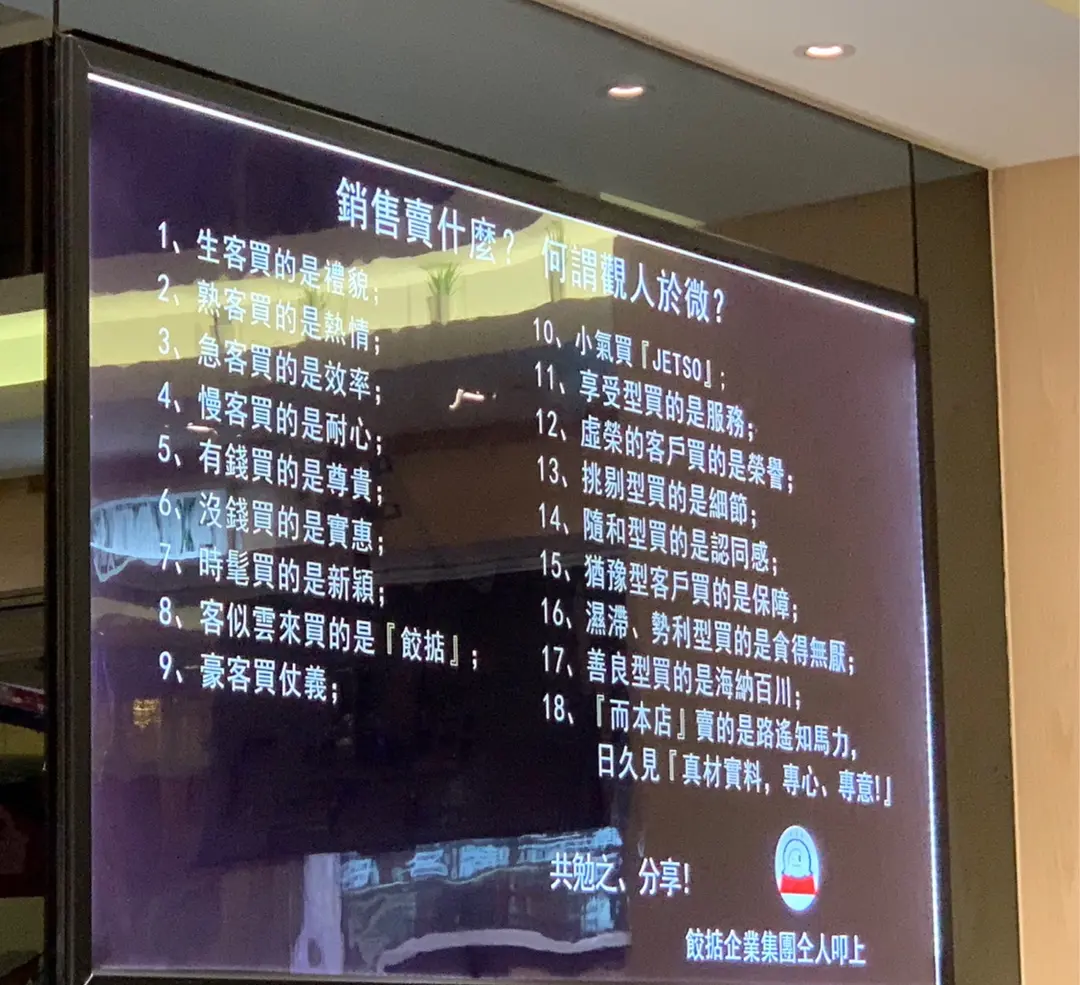 銷售賣什麼? 何謂觀人於微?
1、生客買的是禮貌;
2、熟客買的是熱情;
3、急客買的是效率;
4、慢客買的是耐心;
5、有錢買的是尊貴;
6、沒錢買的是實惠;
7、時髦買的是新穎;
8、客似雲來買的是『餃掂』;
9、豪客買仗義;
10、小氣買『JETSO』;
11、享受型買的是服務;
12、虛榮的客戶買的是榮譽;
13、挑剔型買的是細節;
14、隨和型買的是認同感;
15、猶豫型客戶買的是保障;
16、濕滯、勢利型買的是貪得無厭;
17、善良型買的是海納百川;
18、『而本店』賣的是路遙知馬力,
日久見『真材實料, 專心、專意!』
共勉之、分享!
餃掂企業集團仝人叩上